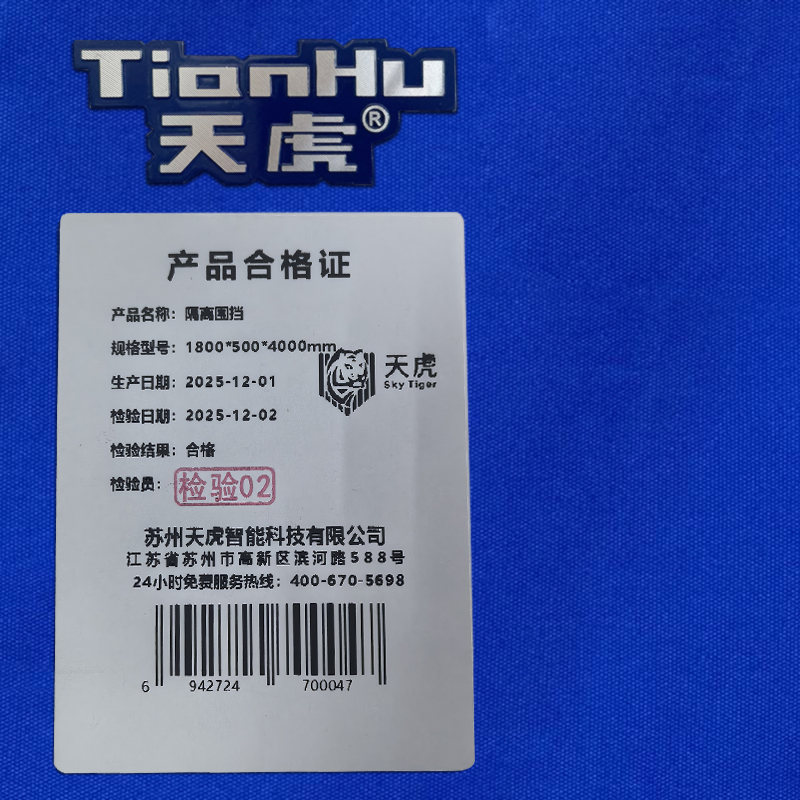 TianHu
天虎®
产品合格证
产品名称：隔离围挡
规格型号：1800*500*4000mm
生产日期：2025-12-01
天虎
Sky Tiger
检验日期：2025-12-02
检验结果：合格
检验员：检验02
苏州天虎智能科技有限公司
江苏省苏州市高新区滨河路588号
24小时免费服务热线：400-670-5698
6 942724 700047